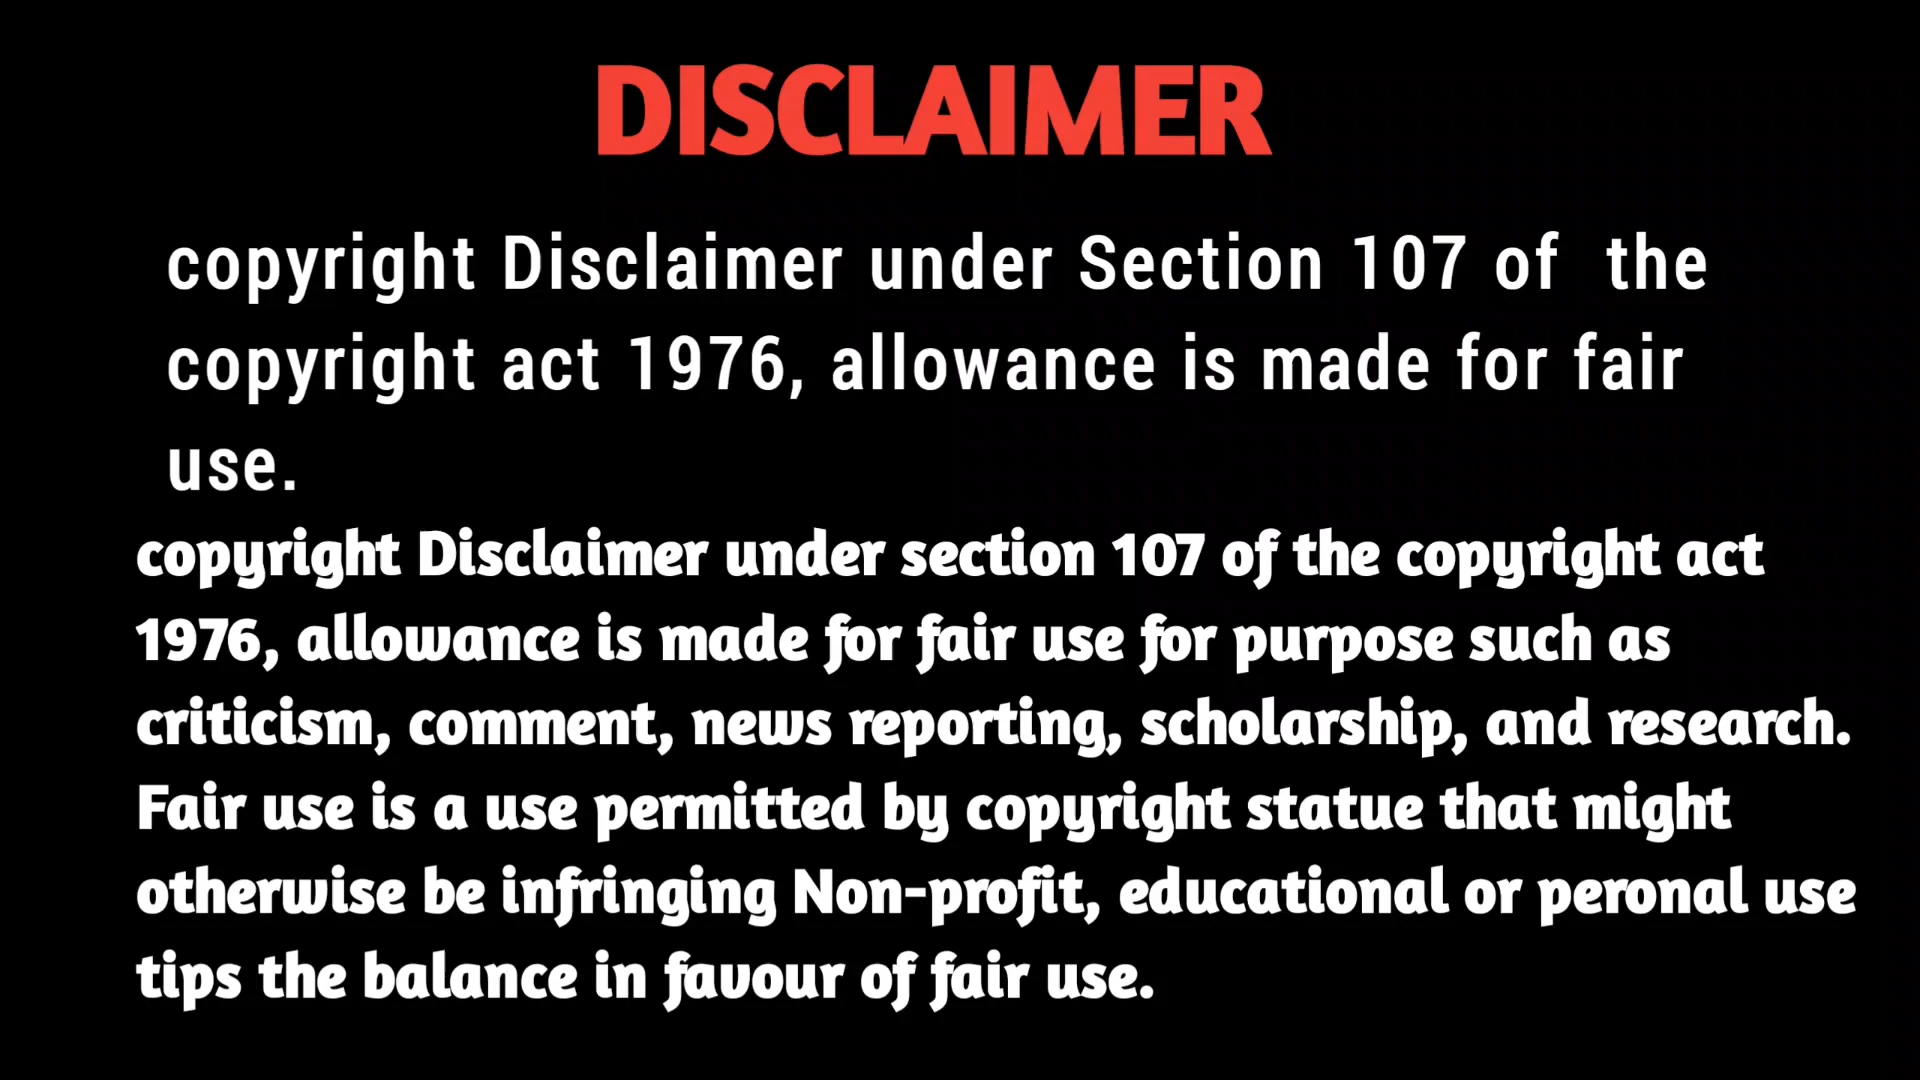 DISCLAIMER
copyright Disclaimer under Section 107 of the
copyright act 1976, allowance is made for fair
use.
copyright Disclaimer under section 107 of the copyright act
1976, allowance is made for fair use for purpose such as
criticism, comment, news reporting, scholarship, and research.
Fair use is a use permitted by copyright statue that might
otherwise be infringing Non-profit, educational or peronal use
tips the balance in favour of fair use.